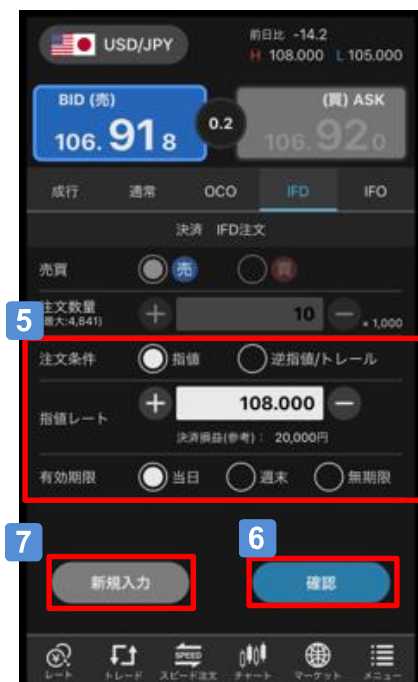 USD/JPY
前日比 -14.2
H 108.000 L 105.000
BID (売)
(買) ASK
106.918
0.2
106.920
成行 通常 OCO IFD IFO
決済 IFD注文
売買 売 買
5
注文数量
(最大:4,841)
+ 10 − ×1,000
注文条件 指値 逆指値/トレール
指値レート + 108.000 −
決済損益(参考): 20,000円
有効期限 当日 週末 無期限
7
6
新規入力 確認
SPEED
レート トレード スピード注文 チャート マーケット メニュー